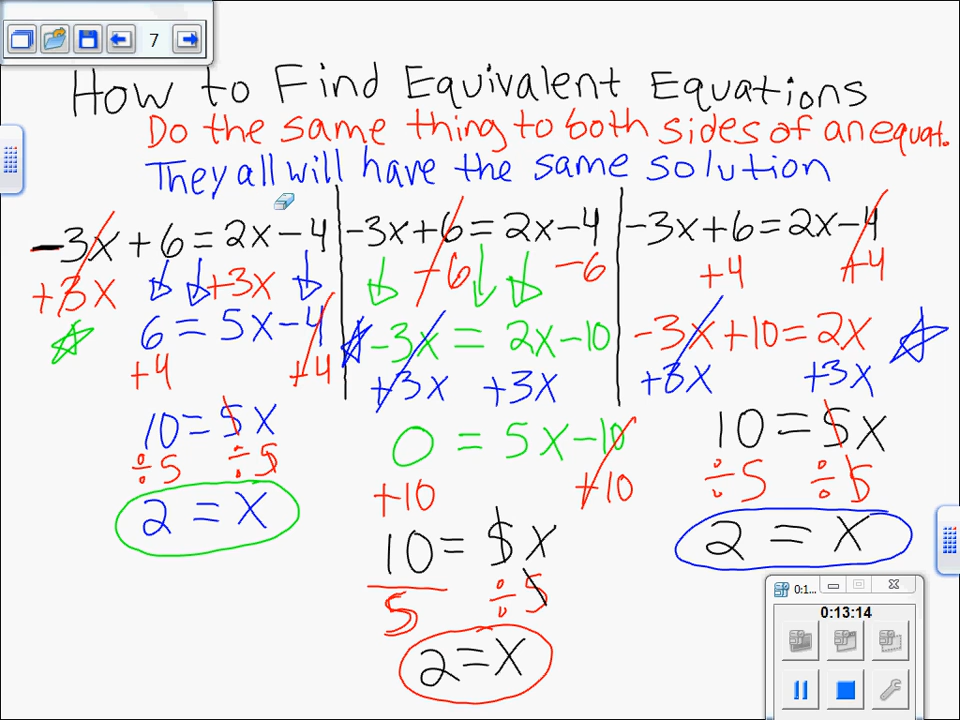 7
How to Find Equivalent Equations
Do the same thing to both sides of an equat.
They all will have the same solution
-3x + 6 = 2x - 4
+3x +3x
6 = 5x - 4
+4 +4
10 = 5x
÷5 ÷5
2 = x
-3x + 6 = 2x - 4
-6 -6
-3x = 2x - 10
+3x +3x
0 = 5x - 10
+10 +10
10 = 5x
5 ÷5
2 = x
-3x + 6 = 2x - 4
+4 +4
-3x + 10 = 2x
+3x +3x
10 = 5x
÷5 ÷5
2 = x
0:1...
0:13:14